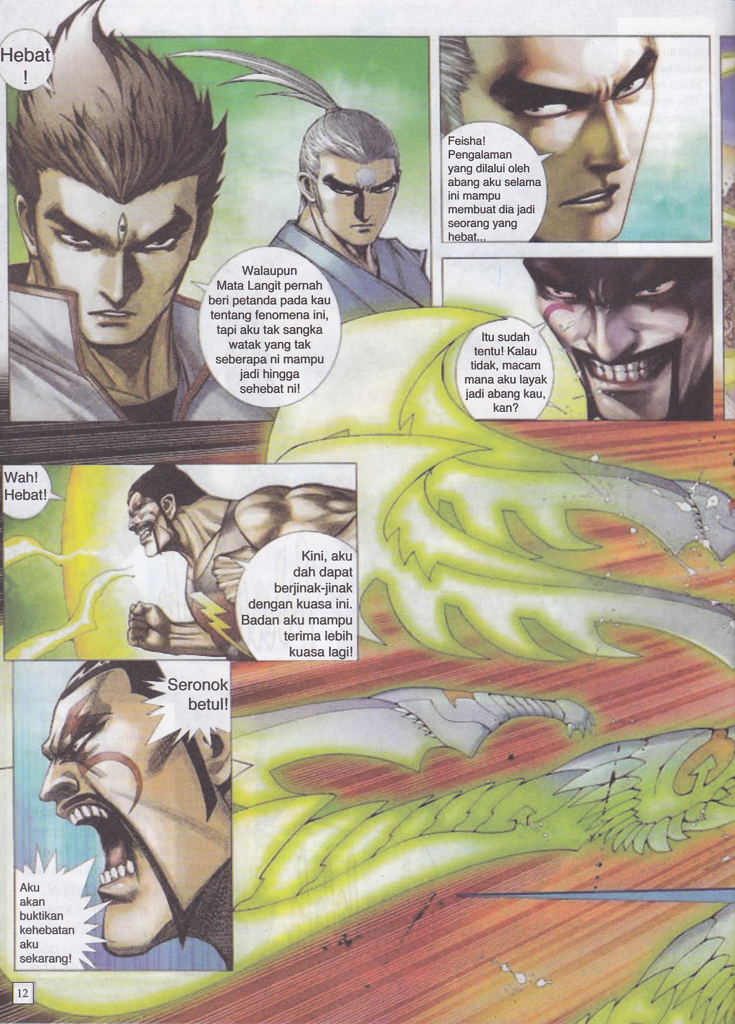 Hebat
!
Walaupun
Mata Langit pernah
beri petanda pada kau
tentang fenomena ini,
tapi aku tak sangka
watak yang tak
seberapa ni mampu
jadi hingga
sehebat ni!
Feisha!
Pengalaman
yang dilalui oleh
abang aku selama
ini mampu
membuat dia jadi
seorang yang
hebat...
Itu sudah
tentu! Kalau
tidak, macam
mana aku layak
jadi abang kau,
kan?
Wah!
Hebat!
Kini, aku
dah dapat
berjinak-jinak
dengan kuasa ini.
Badan aku mampu
terima lebih
kuasa lagi!
Seronok
betul!
Aku
akan
buktikan
kehebatan
aku
sekarang!
12